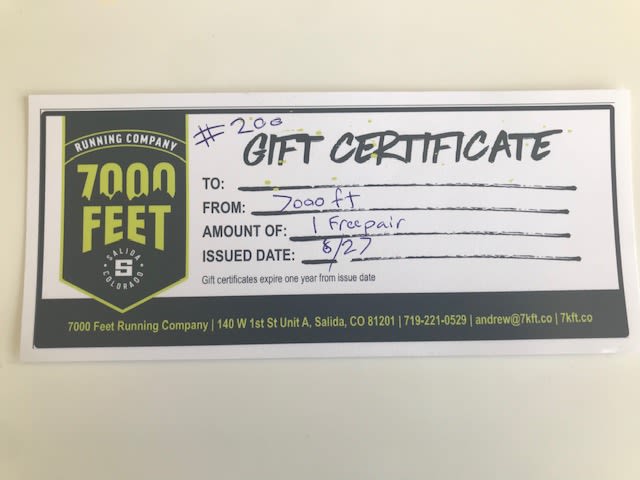 RUNNING COMPANY
7000
FEET
SALIDA
S
COLORADO
#200
GIFT CERTIFICATE
TO:
FROM: 7000 ft
AMOUNT OF: 1 Free pair
ISSUED DATE: 8/27
Gift certificates expire one year from issue date
7000 Feet Running Company | 140 W 1st St Unit A, Salida, CO 81201 | 719-221-0529 | andrew@7kft.co | 7kft.co